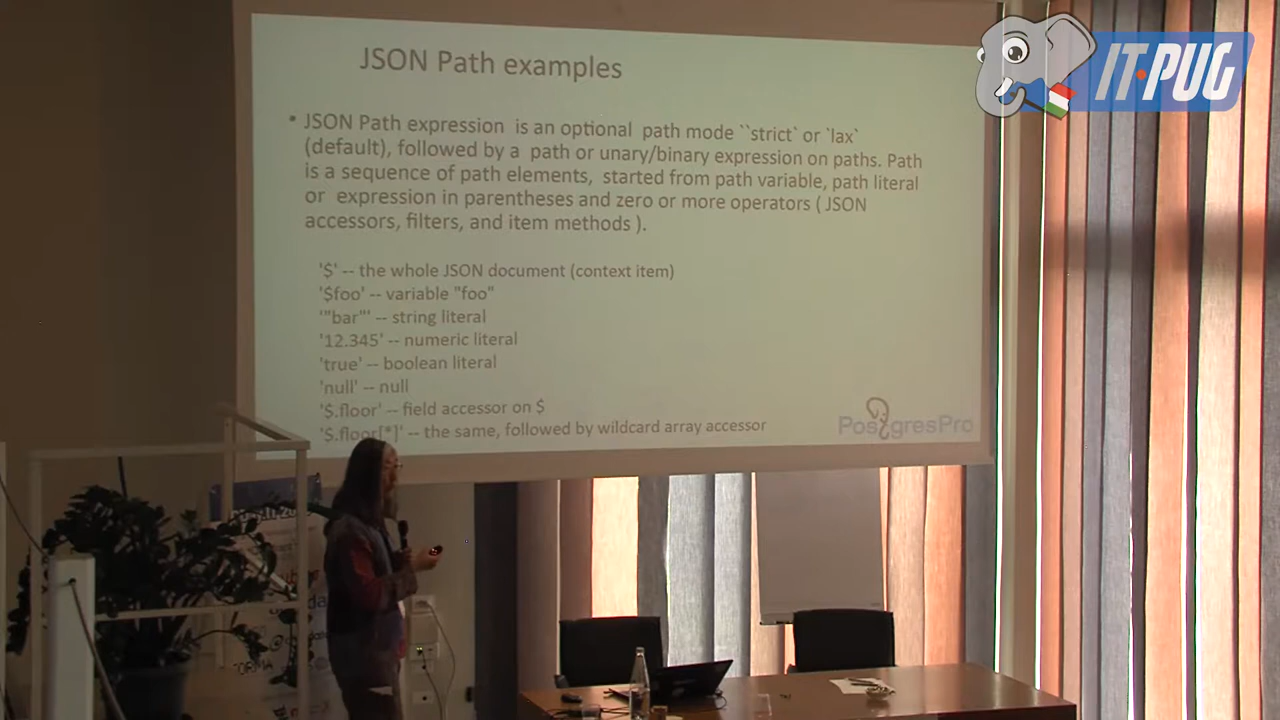 IT·PUG
JSON Path examples
• JSON Path expression is an optional path mode ``strict` or `lax`
(default), followed by a path or unary/binary expression on paths. Path
is a sequence of path elements, started from path variable, path literal
or expression in parentheses and zero or more operators ( JSON
accessors, filters, and item methods ).
'$' -- the whole JSON document (context item)
'$foo' -- variable "foo"
'"bar"' -- string literal
'12.345' -- numeric literal
'true' -- boolean literal
'null' -- null
'$.floor' -- field accessor on $
'$.floor[*]' -- the same, followed by wildcard array accessor
PostgresPro